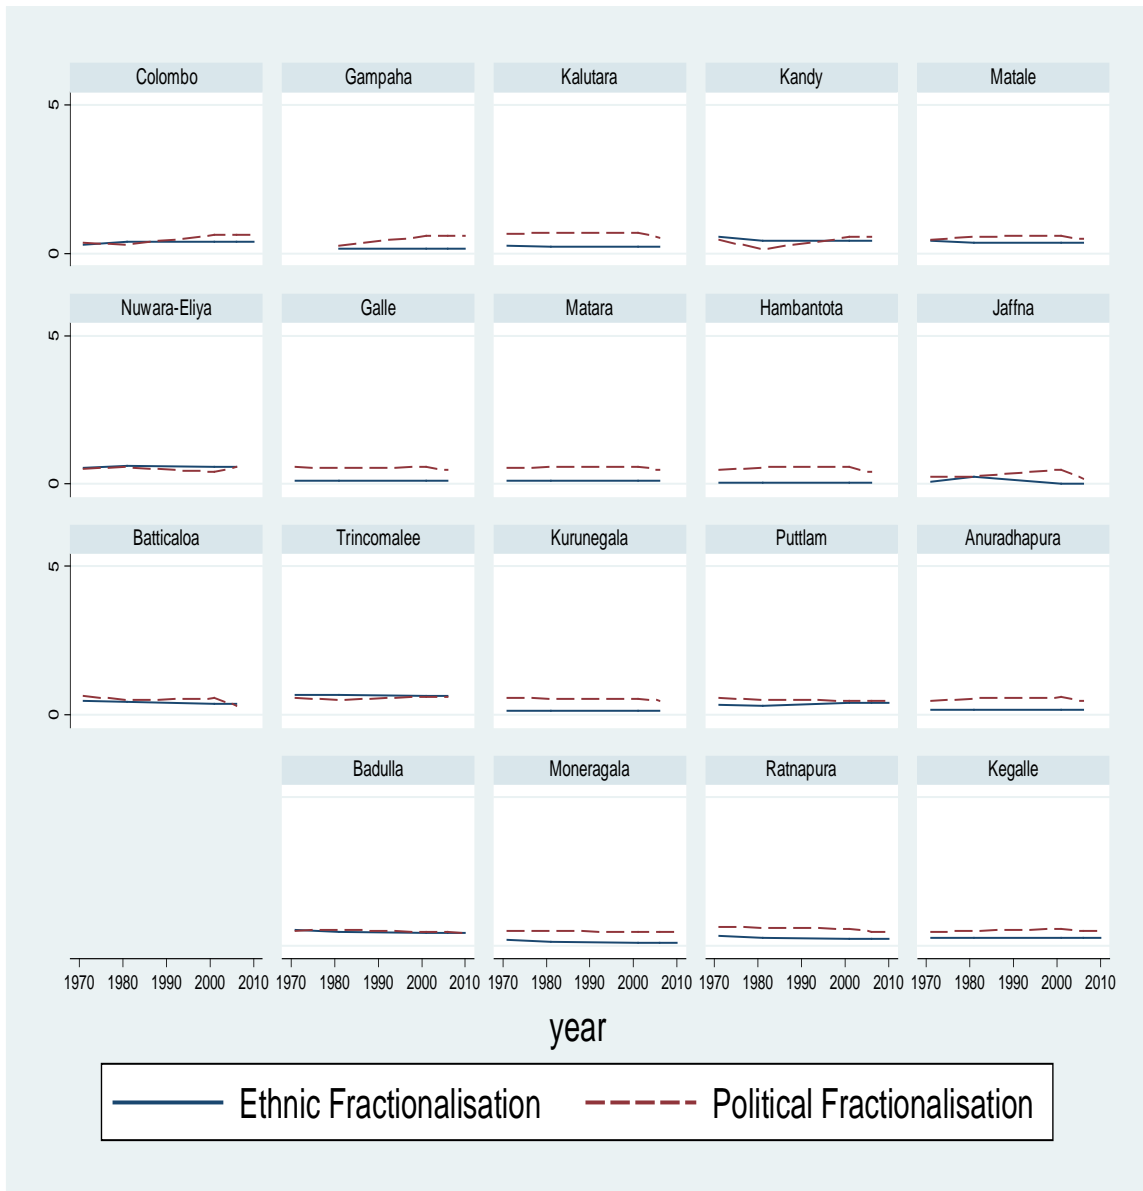 Colombo Gampaha Kalutara Kandy Matale
5
0
Nuwara-Eliya Galle Matara Hambantota Jaffna
5
0
Batticaloa Trincomalee Kurunegala Puttlam Anuradhapura
5
0
Badulla Moneragala Ratnapura Kegalle
1970 1980 1990 2000 2010 1970 1980 1990 2000 2010 1970 1980 1990 2000 2010 1970 1980 1990 2000 2010 1970 1980 1990 2000 2010
year
Ethnic Fractionalisation Political Fractionalisation